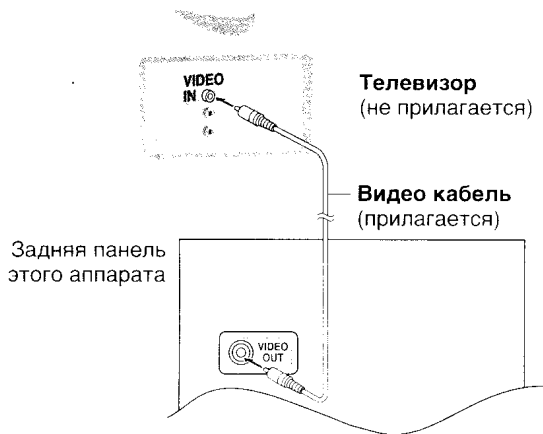 VIDEO
IN
Телевизор
(не прилагается)
Видео кабель
(прилагается)
Задняя панель
этого аппарата
VIDEO
OUT